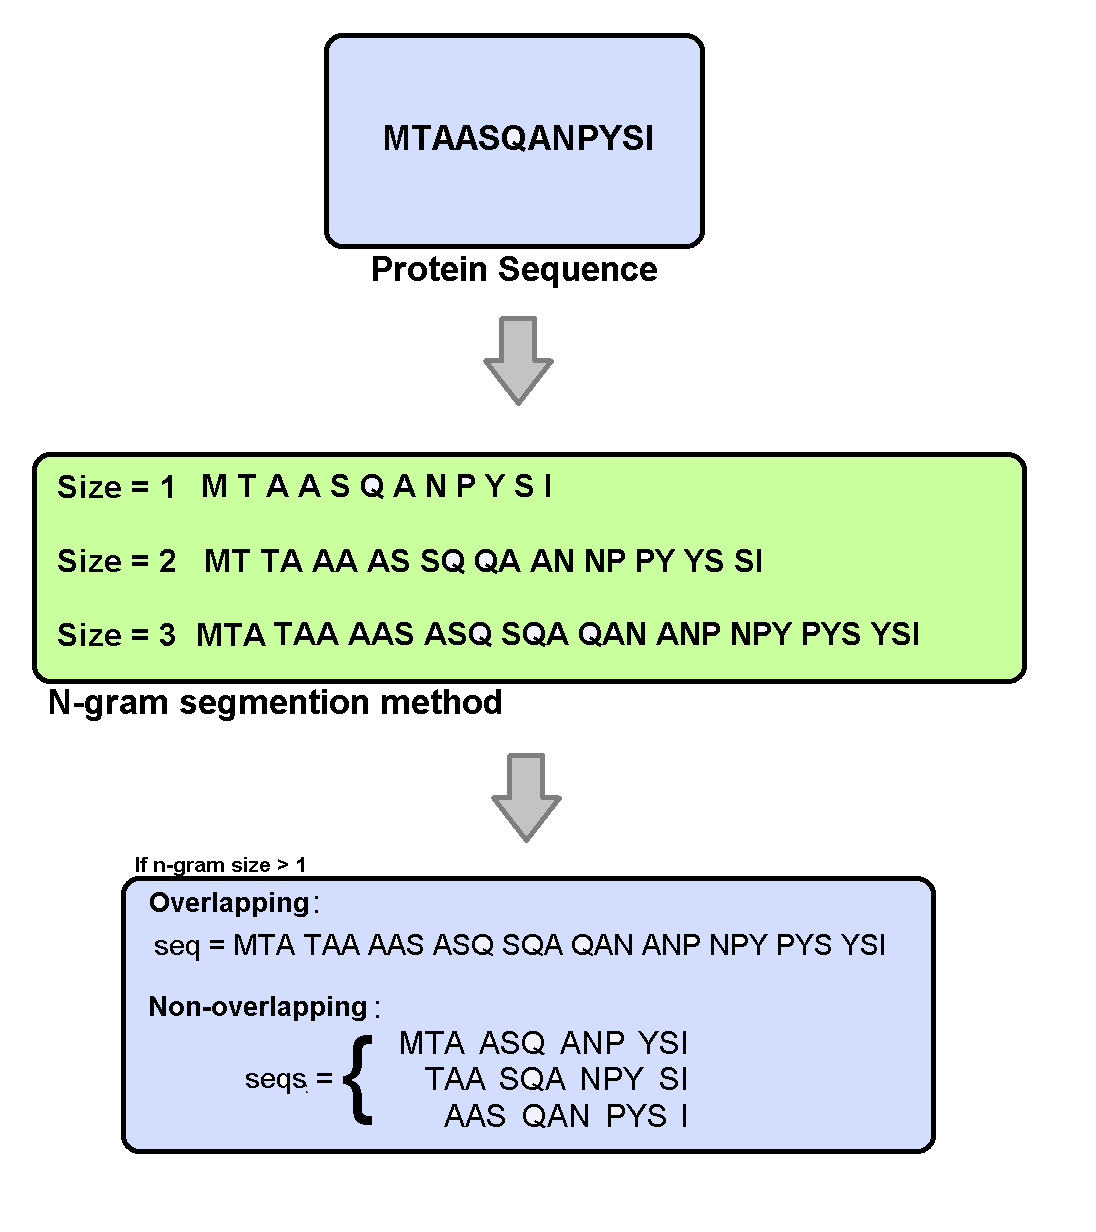 MTAASQANPYSI
Protein Sequence
Size = 1 M T A A S Q A N P Y S I
Size = 2 MT TA AA AS SQ QA AN NP PY YS SI
Size = 3 MTA TAA AAS ASQ SQA QAN ANP NPY PYS YSI
N-gram segmention method
If n-gram size > 1
Overlapping:
seq = MTA TAA AAS ASQ SQA QAN ANP NPY PYS YSI
Non-overlapping :
MTA ASQ ANP YSI
seqs = { TAA SQA NPY SI
AAS QAN PYS I